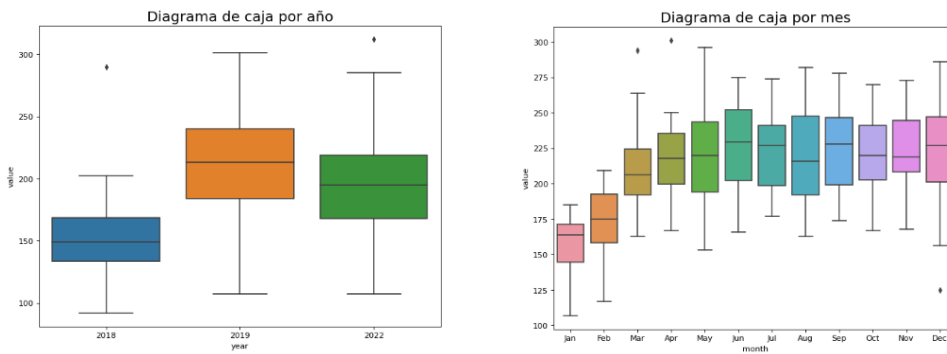 Diagrama de caja por año
300
250
200
150
100
value
2018
2019
2022
year
Diagrama de caja por mes
300
275
250
225
200
175
150
125
100
value
Jan
Feb
Mar
Apr
May
Jun
Jul
Aug
Sep
Oct
Nov
Dec
month